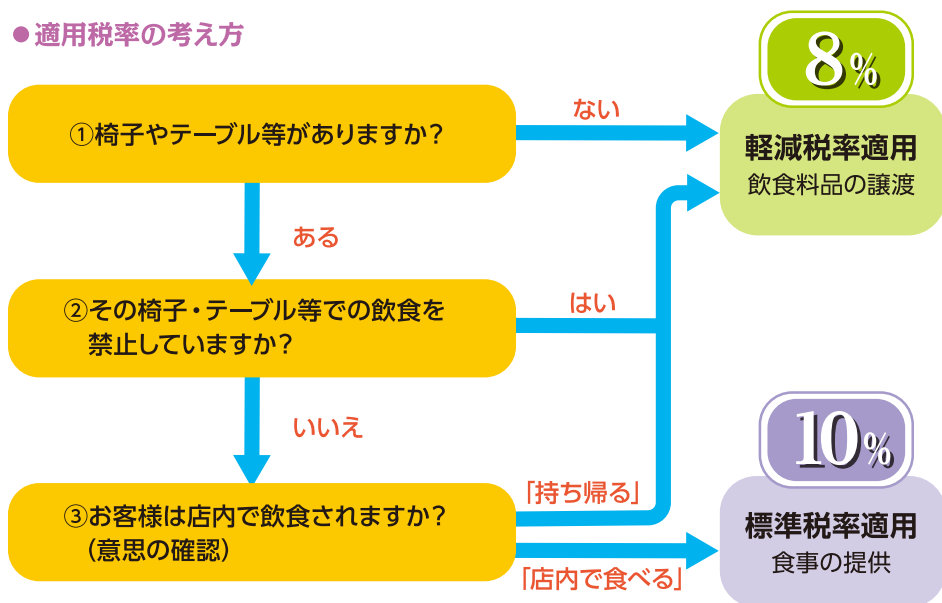 ●適用税率の考え方
8%
①椅子やテーブル等がありますか?
ない
軽減税率適用
飲食料品の譲渡
ある
②その椅子・テーブル等での飲食を
禁止していますか?
はい
いいえ
10%
③お客様は店内で飲食されますか?
(意思の確認)
「持ち帰る」
「店内で食べる」
標準税率適用
食事の提供